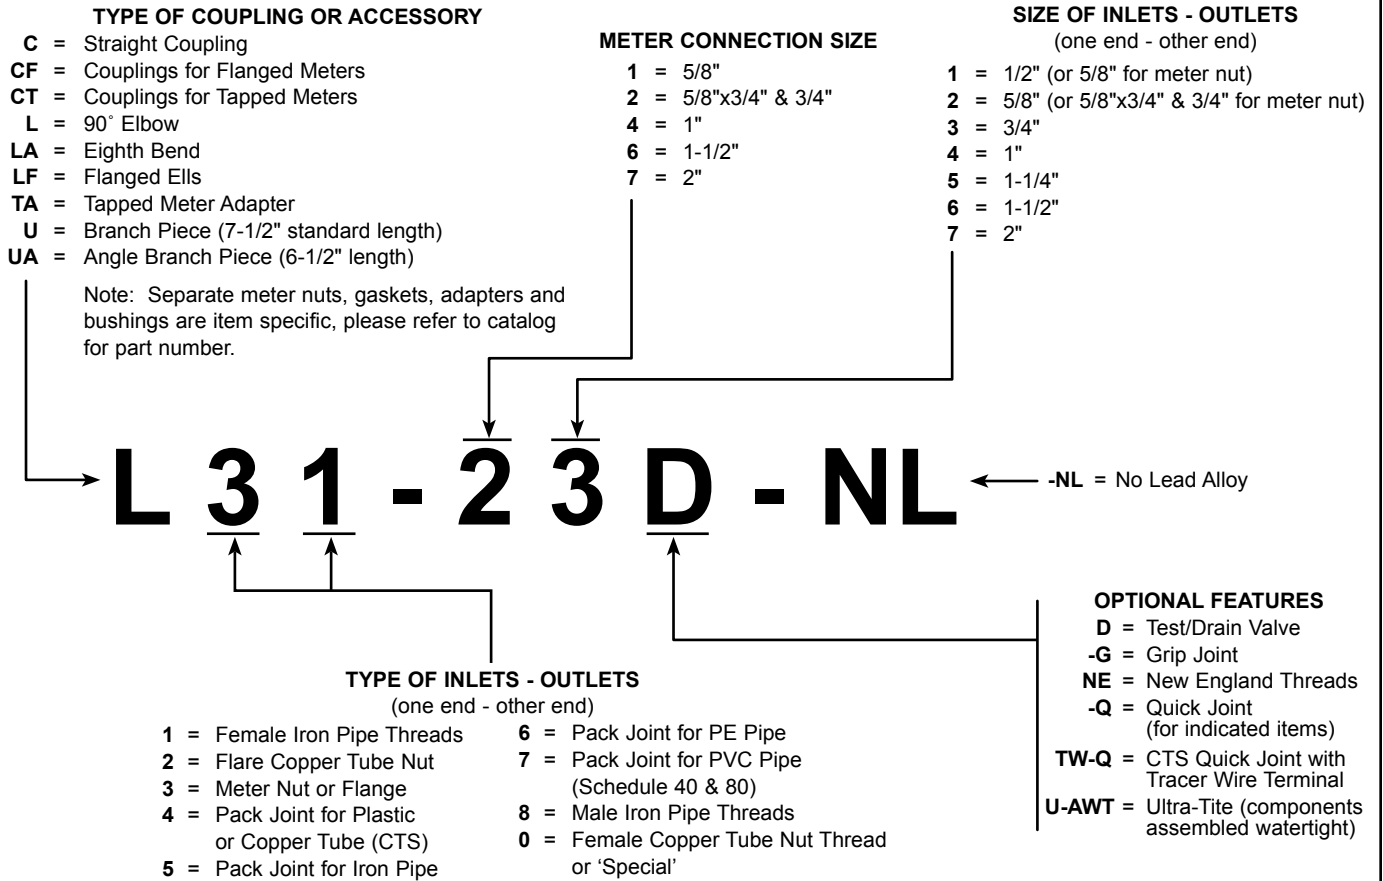 TYPE OF COUPLING OR ACCESSORY
C = Straight Coupling
CF = Couplings for Flanged Meters
CT = Couplings for Tapped Meters
L = 90˚ Elbow
LA = Eighth Bend
LF = Flanged Ells
TA = Tapped Meter Adapter
U = Branch Piece (7-1/2" standard length)
UA = Angle Branch Piece (6-1/2" length)
Note: Separate meter nuts, gaskets, adapters and
bushings are item specific, please refer to catalog
for part number.
METER CONNECTION SIZE
1 = 5/8"
2 = 5/8"x3/4" & 3/4"
4 = 1"
6 = 1-1/2"
7 = 2"
SIZE OF INLETS - OUTLETS
(one end - other end)
1 = 1/2" (or 5/8" for meter nut)
2 = 5/8" (or 5/8"x3/4" & 3/4" for meter nut)
3 = 3/4"
4 = 1"
5 = 1-1/4"
6 = 1-1/2"
7 = 2"
L 3 1 - 2 3 D - NL
-NL = No Lead Alloy
TYPE OF INLETS - OUTLETS
(one end - other end)
1 = Female Iron Pipe Threads
2 = Flare Copper Tube Nut
3 = Meter Nut or Flange
4 = Pack Joint for Plastic
or Copper Tube (CTS)
5 = Pack Joint for Iron Pipe
6 = Pack Joint for PE Pipe
7 = Pack Joint for PVC Pipe
(Schedule 40 & 80)
8 = Male Iron Pipe Threads
0 = Female Copper Tube Nut Thread
or ‘Special’
OPTIONAL FEATURES
D = Test/Drain Valve
-G = Grip Joint
NE = New England Threads
-Q = Quick Joint
(for indicated items)
TW-Q = CTS Quick Joint with
Tracer Wire Terminal
U-AWT = Ultra-Tite (components
assembled watertight)